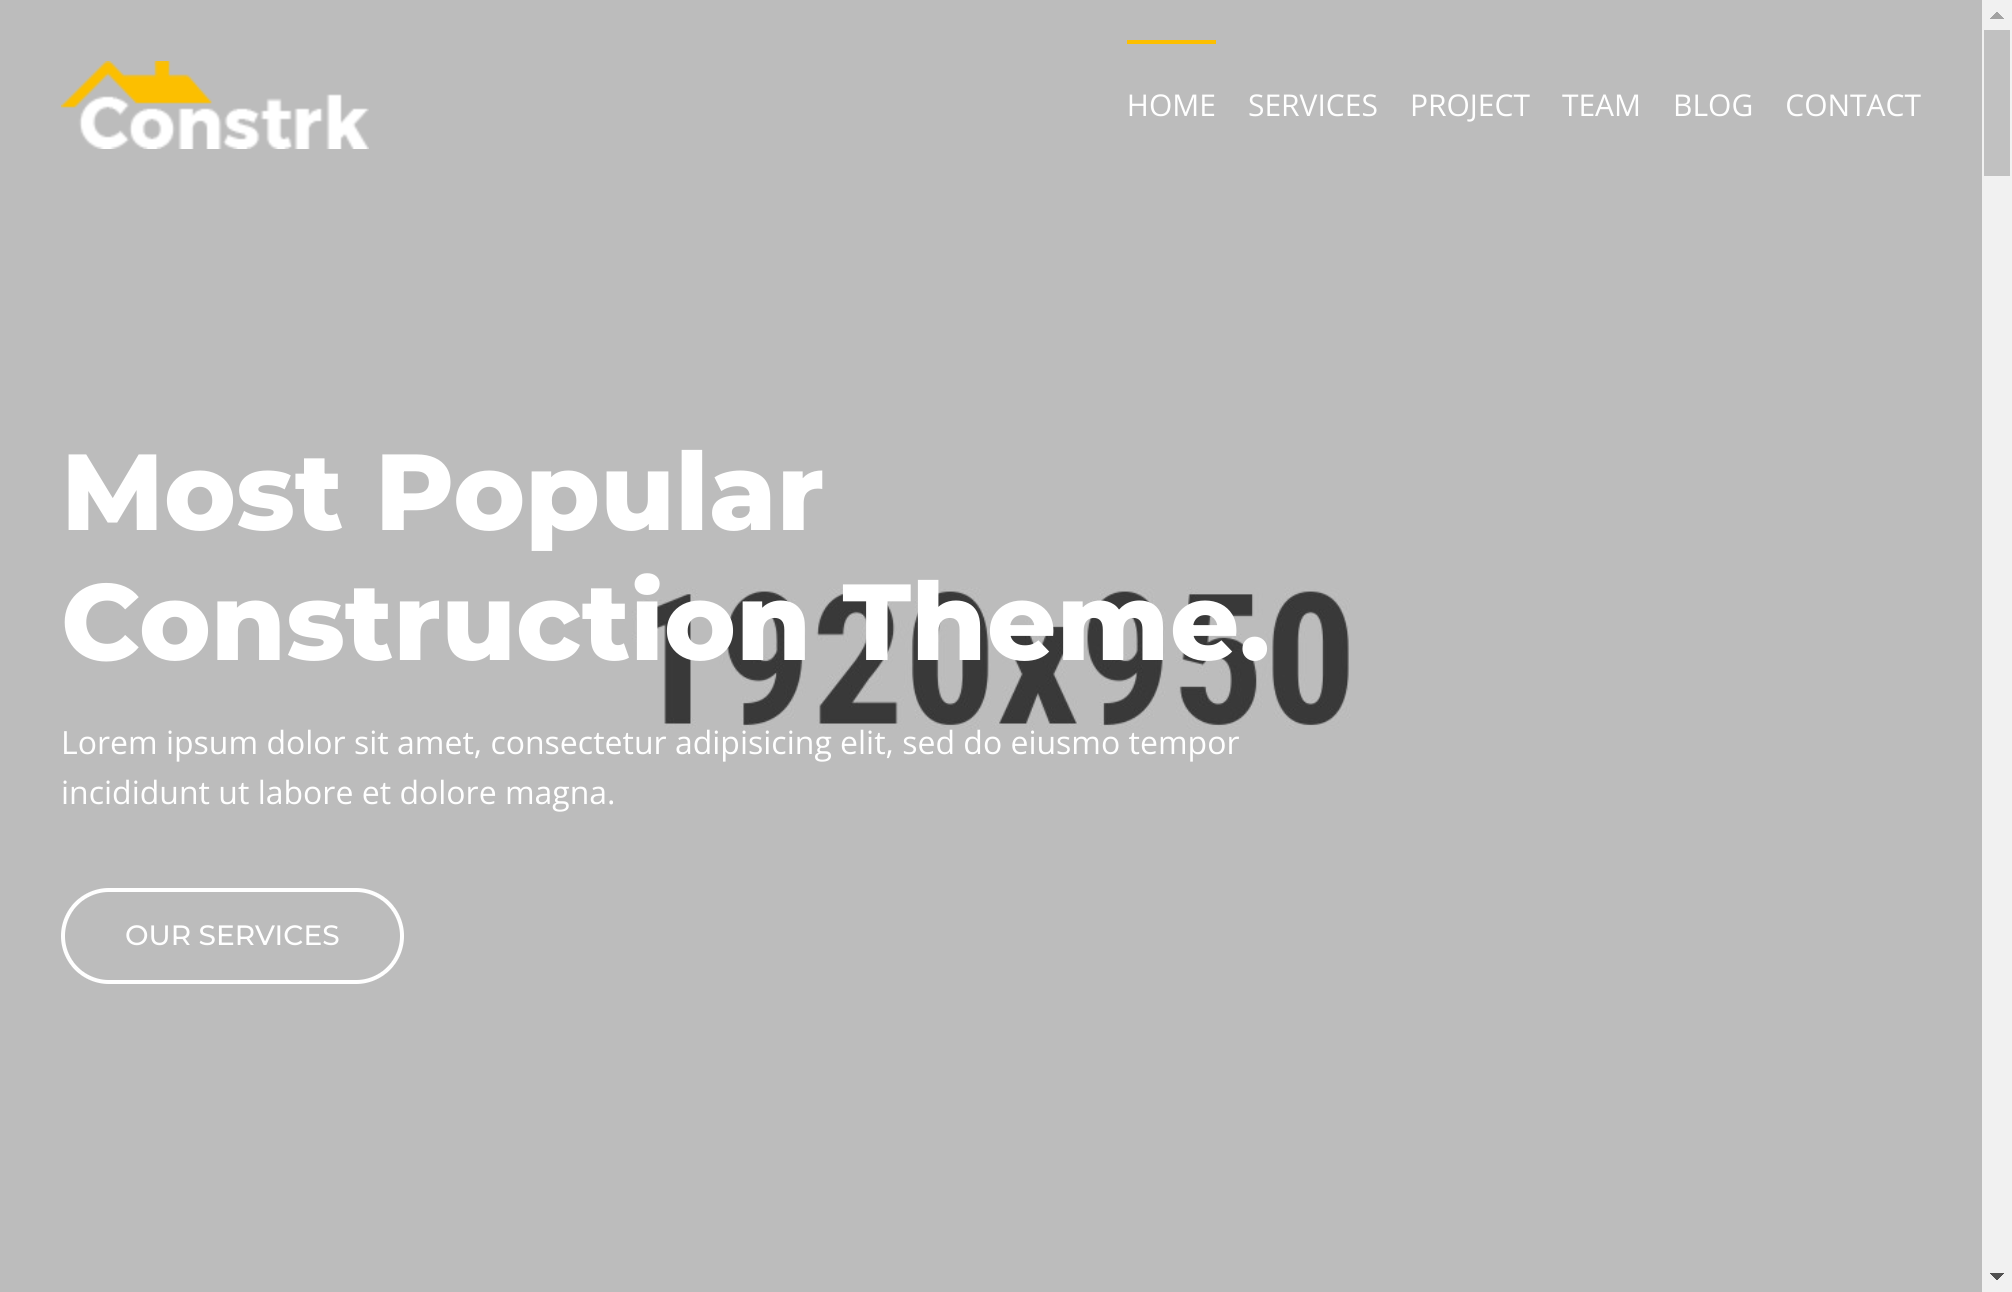 Constrk
HOME SERVICES PROJECT TEAM BLOG CONTACT
Most Popular
Construction Theme.
1920x950
Lorem ipsum dolor sit amet, consectetur adipisicing elit, sed do eiusmo tempor
incididunt ut labore et dolore magna.
OUR SERVICES